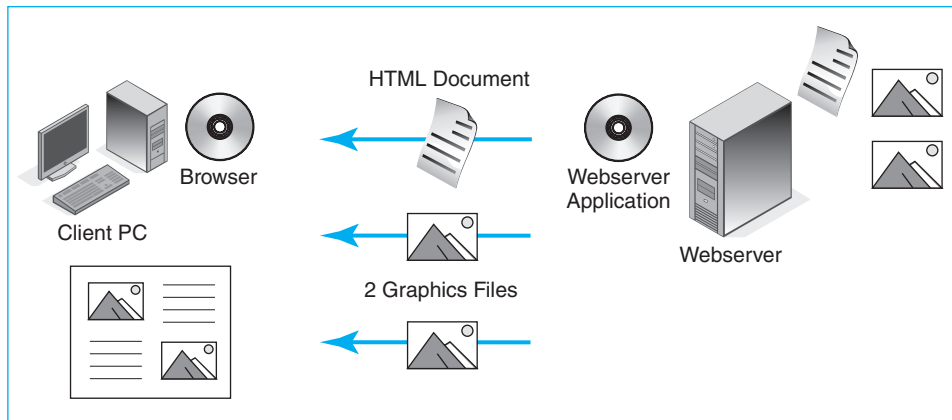 HTML Document
Browser
Webserver
Application
Client PC
Webserver
2 Graphics Files